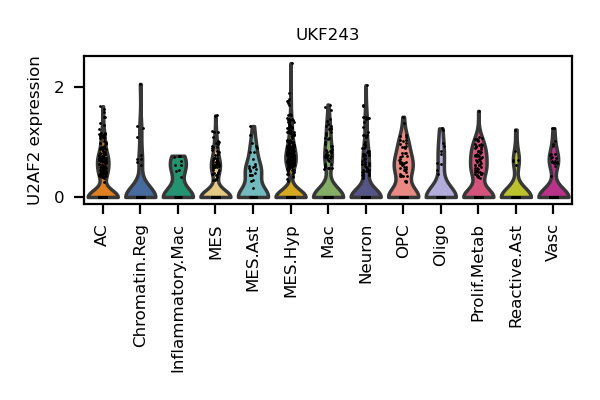 UKF243
U2AF2 expression
2
0
AC
Chromatin.Reg
Inflammatory.Mac
MES
MES.Ast
MES.Hyp
Mac
Neuron
OPC
Oligo
Prolif.Metab
Reactive.Ast
Vasc